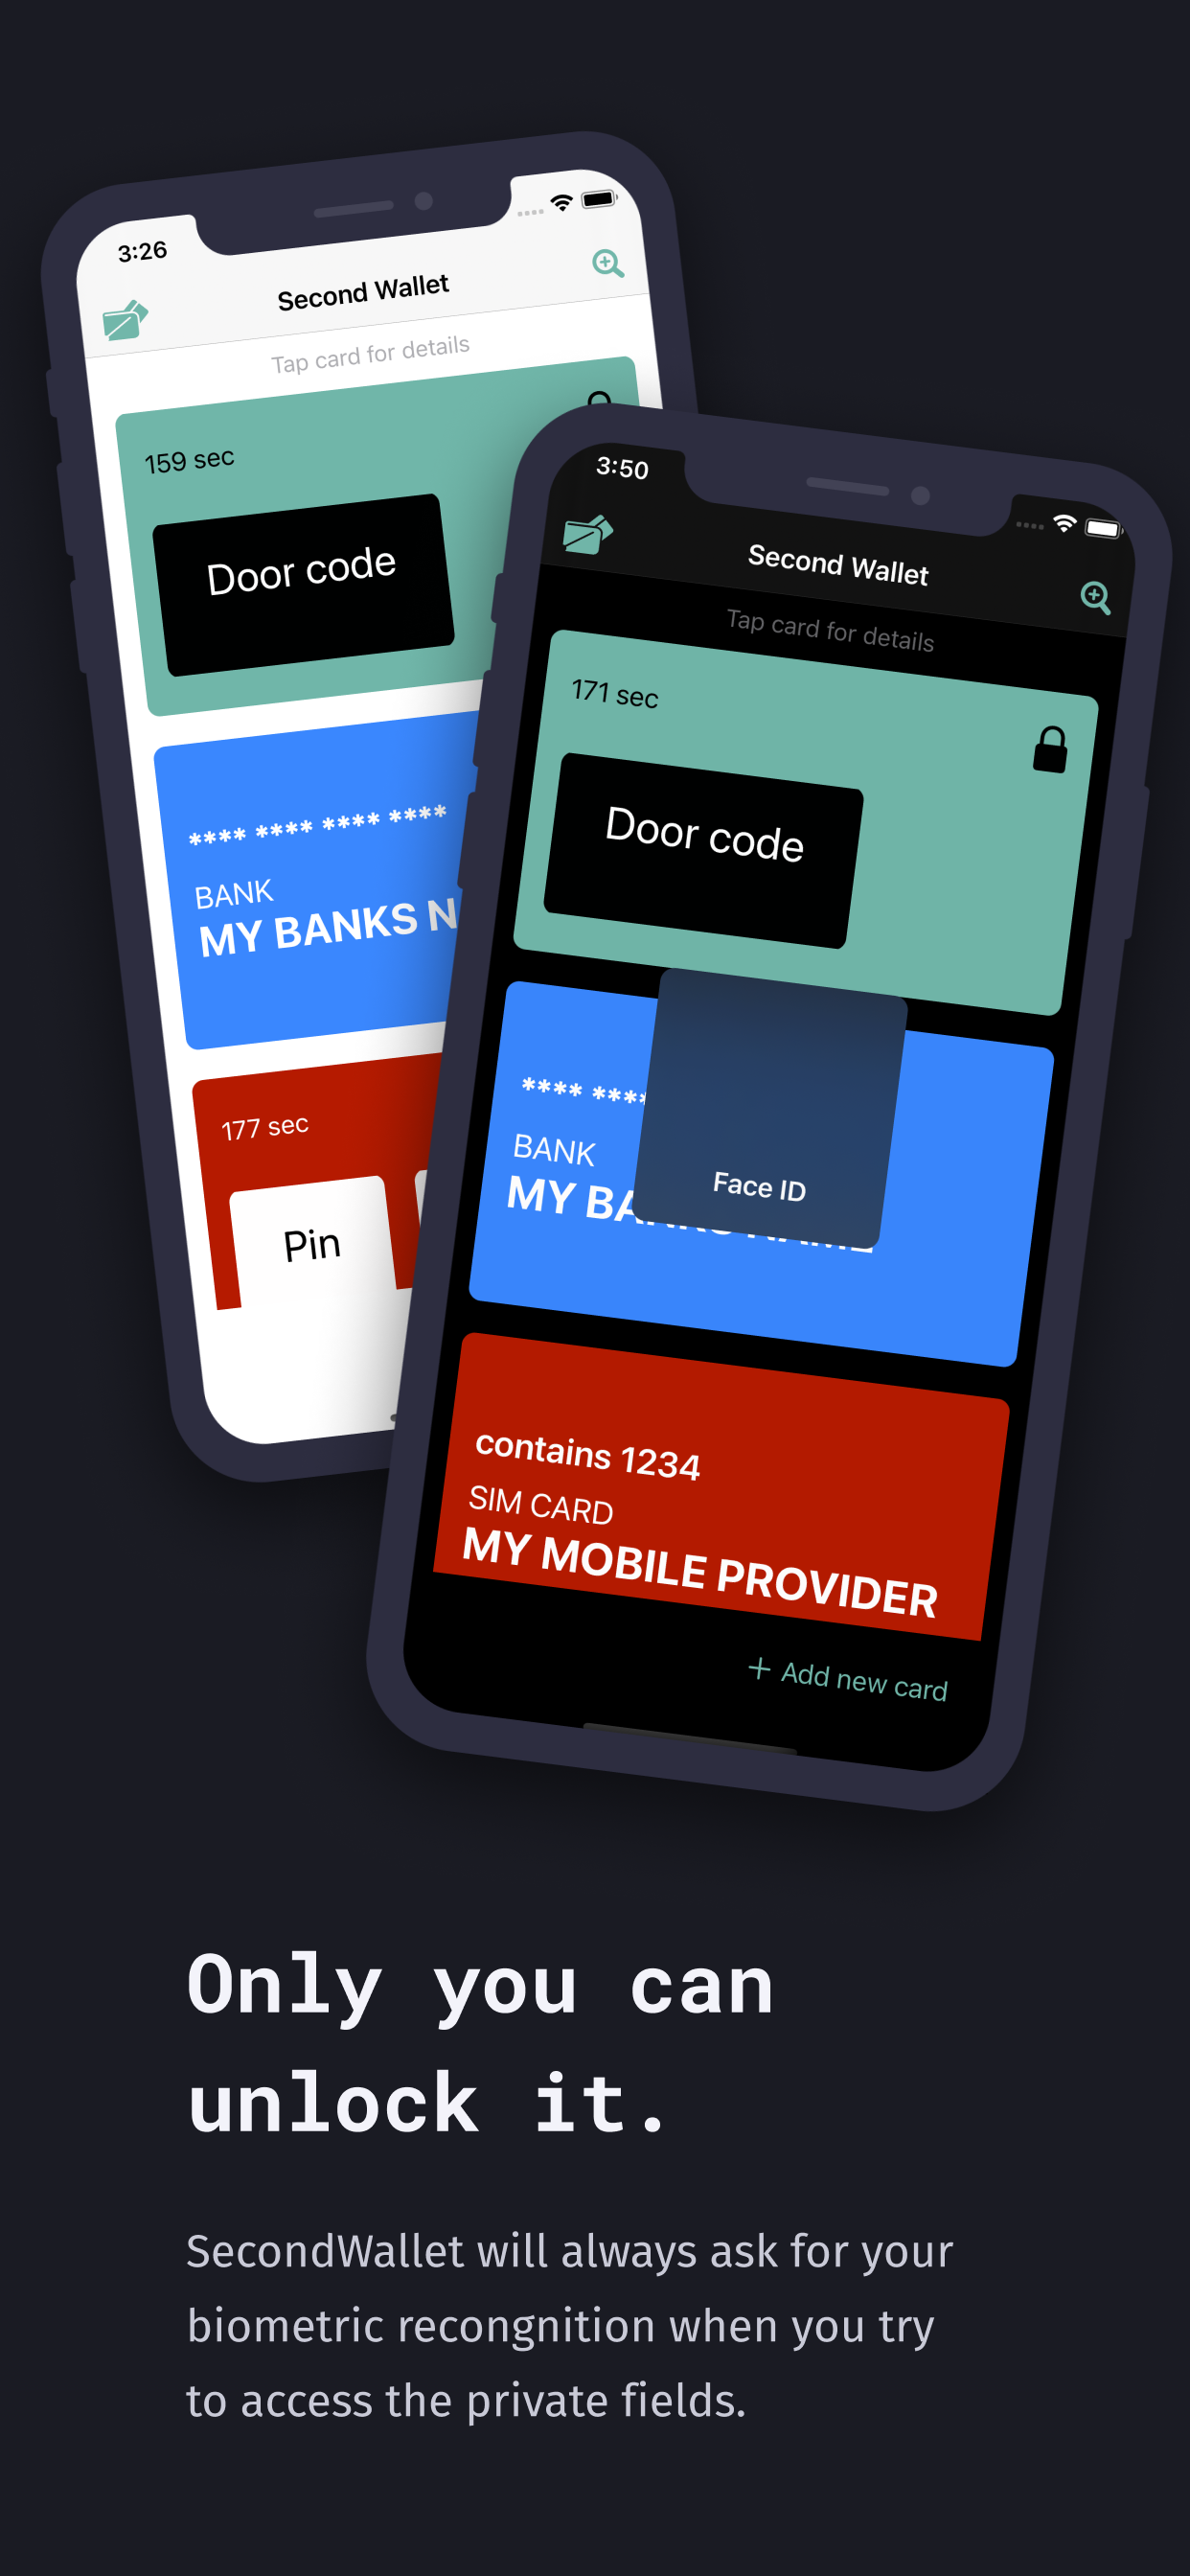 3:26
Second Wallet
Tap card for details
159 sec
Door code
**** **** **** ****
BANK
MY BANKS N
177 sec
Pin
3:50
Second Wallet
Tap card for details
171 sec
Door code
**** ****
BANK
MY BANKS NAME
Face ID
contains 1234
SIM CARD
MY MOBILE PROVIDER
+ Add new card
Only you can
unlock it.
SecondWallet will always ask for your
biometric recongnition when you try
to access the private fields.